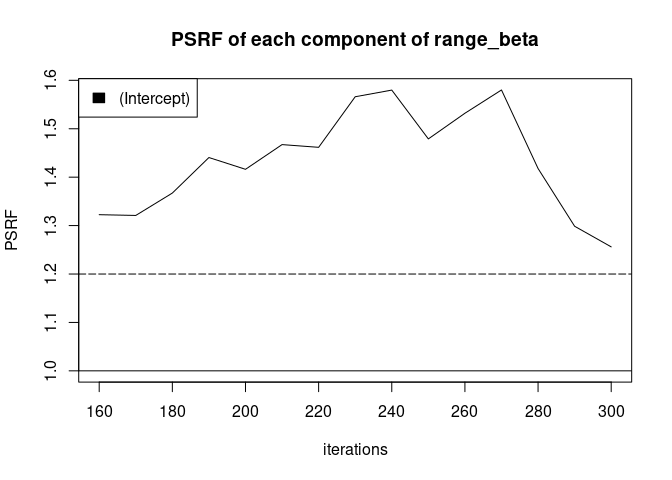 PSRF of each component of range_beta
(Intercept)
PSRF
1.6
1.5
1.4
1.3
1.2
1.1
1.0
160 180 200 220 240 260 280 300
iterations